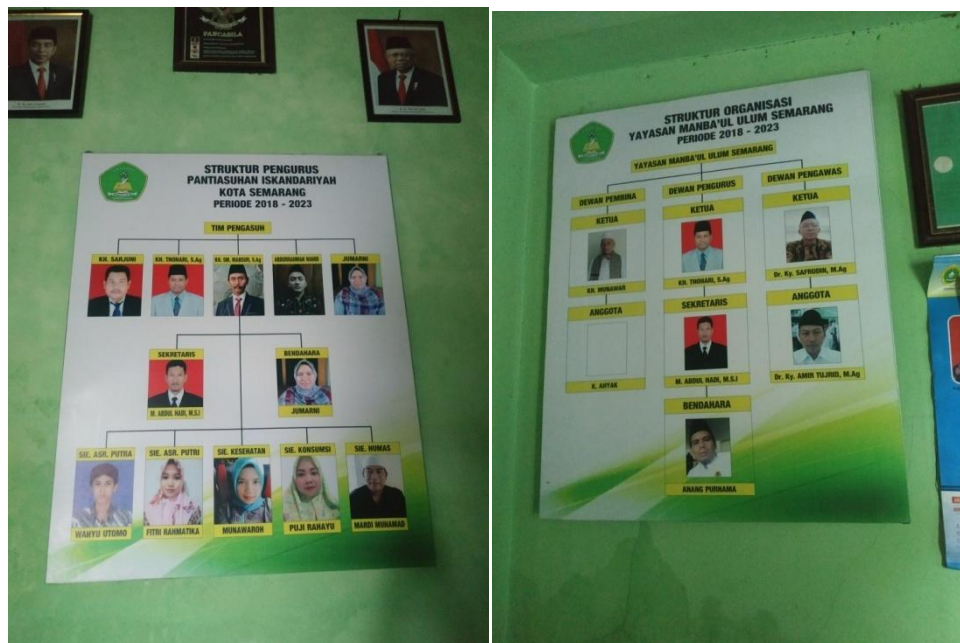 PANCASILA
STRUKTUR PENGURUS
PANTIASUHAN ISKANDARIYAH
KOTA SEMARANG
PERIODE 2018 - 2023
TIM PENGASUH
KH. SARJUNI
KH. THOHARI, S.Ag
KH. DR. MANSUR, S.Ag
ABDURRAHMAN
JUMARNI
SEKRETARIS
M. ABDUL HADI, M.S.I
BENDAHARA
JUMARNI
SIE. ASR. PUTRA
WAHYU UTOMO
SIE. ASR. PUTRI
FITRI RAHMATIKA
SIE. KESEHATAN
MUNAWAROH
SIE. KONSUMSI
PUJI RAHAYU
SIE. HUMAS
MARDI MUHAMAD
STRUKTUR ORGANISASI
YAYASAN MANBA'UL ULUM SEMARANG
PERIODE 2018 - 2023
YAYASAN MANBA'UL ULUM SEMARANG
DEWAN PEMBINA
KETUA
KH. MUNAWAR
ANGGOTA
K. AHYAK
DEWAN PENGURUS
KETUA
KH. THOHARI, S.Ag
SEKRETARIS
M. ABDUL HADI, M.S.I
BENDAHARA
ANANG PURNAMA
DEWAN PENGAWAS
KETUA
Dr. Ky. SAFRUDIN, M.Ag
ANGGOTA
Dr. Ky. AMIR TUJRID, M.Ag